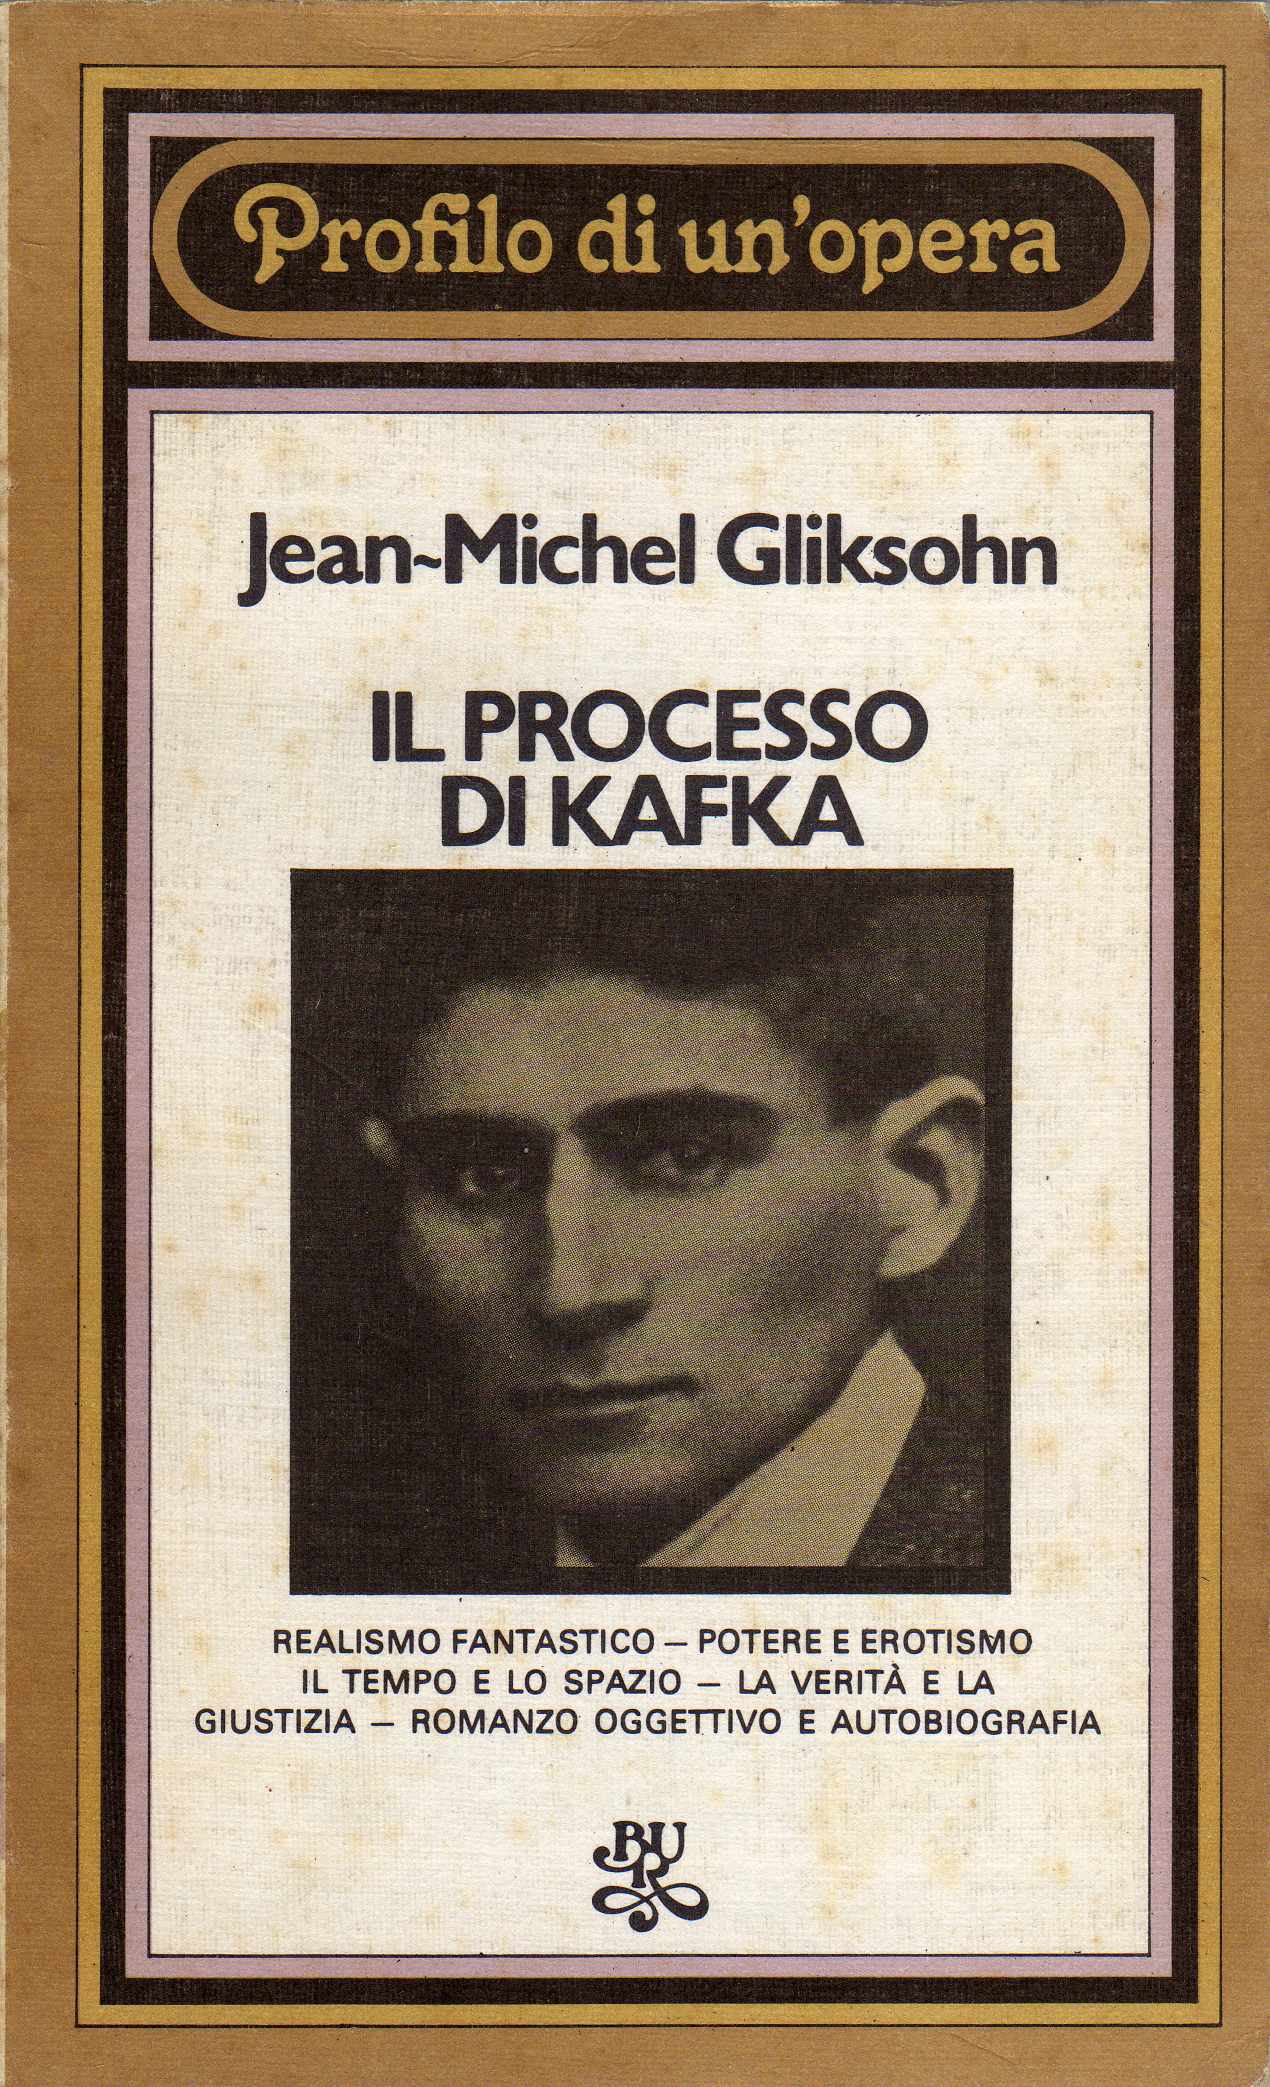 Profilo di un'opera
Jean-Michel Gliksohn
IL PROCESSO
DI KAFKA
REALISMO FANTASTICO – POTERE E EROTISMO
IL TEMPO E LO SPAZIO – LA VERITÀ E LA
GIUSTIZIA – ROMANZO OGGETTIVO E AUTOBIOGRAFIA
BUR